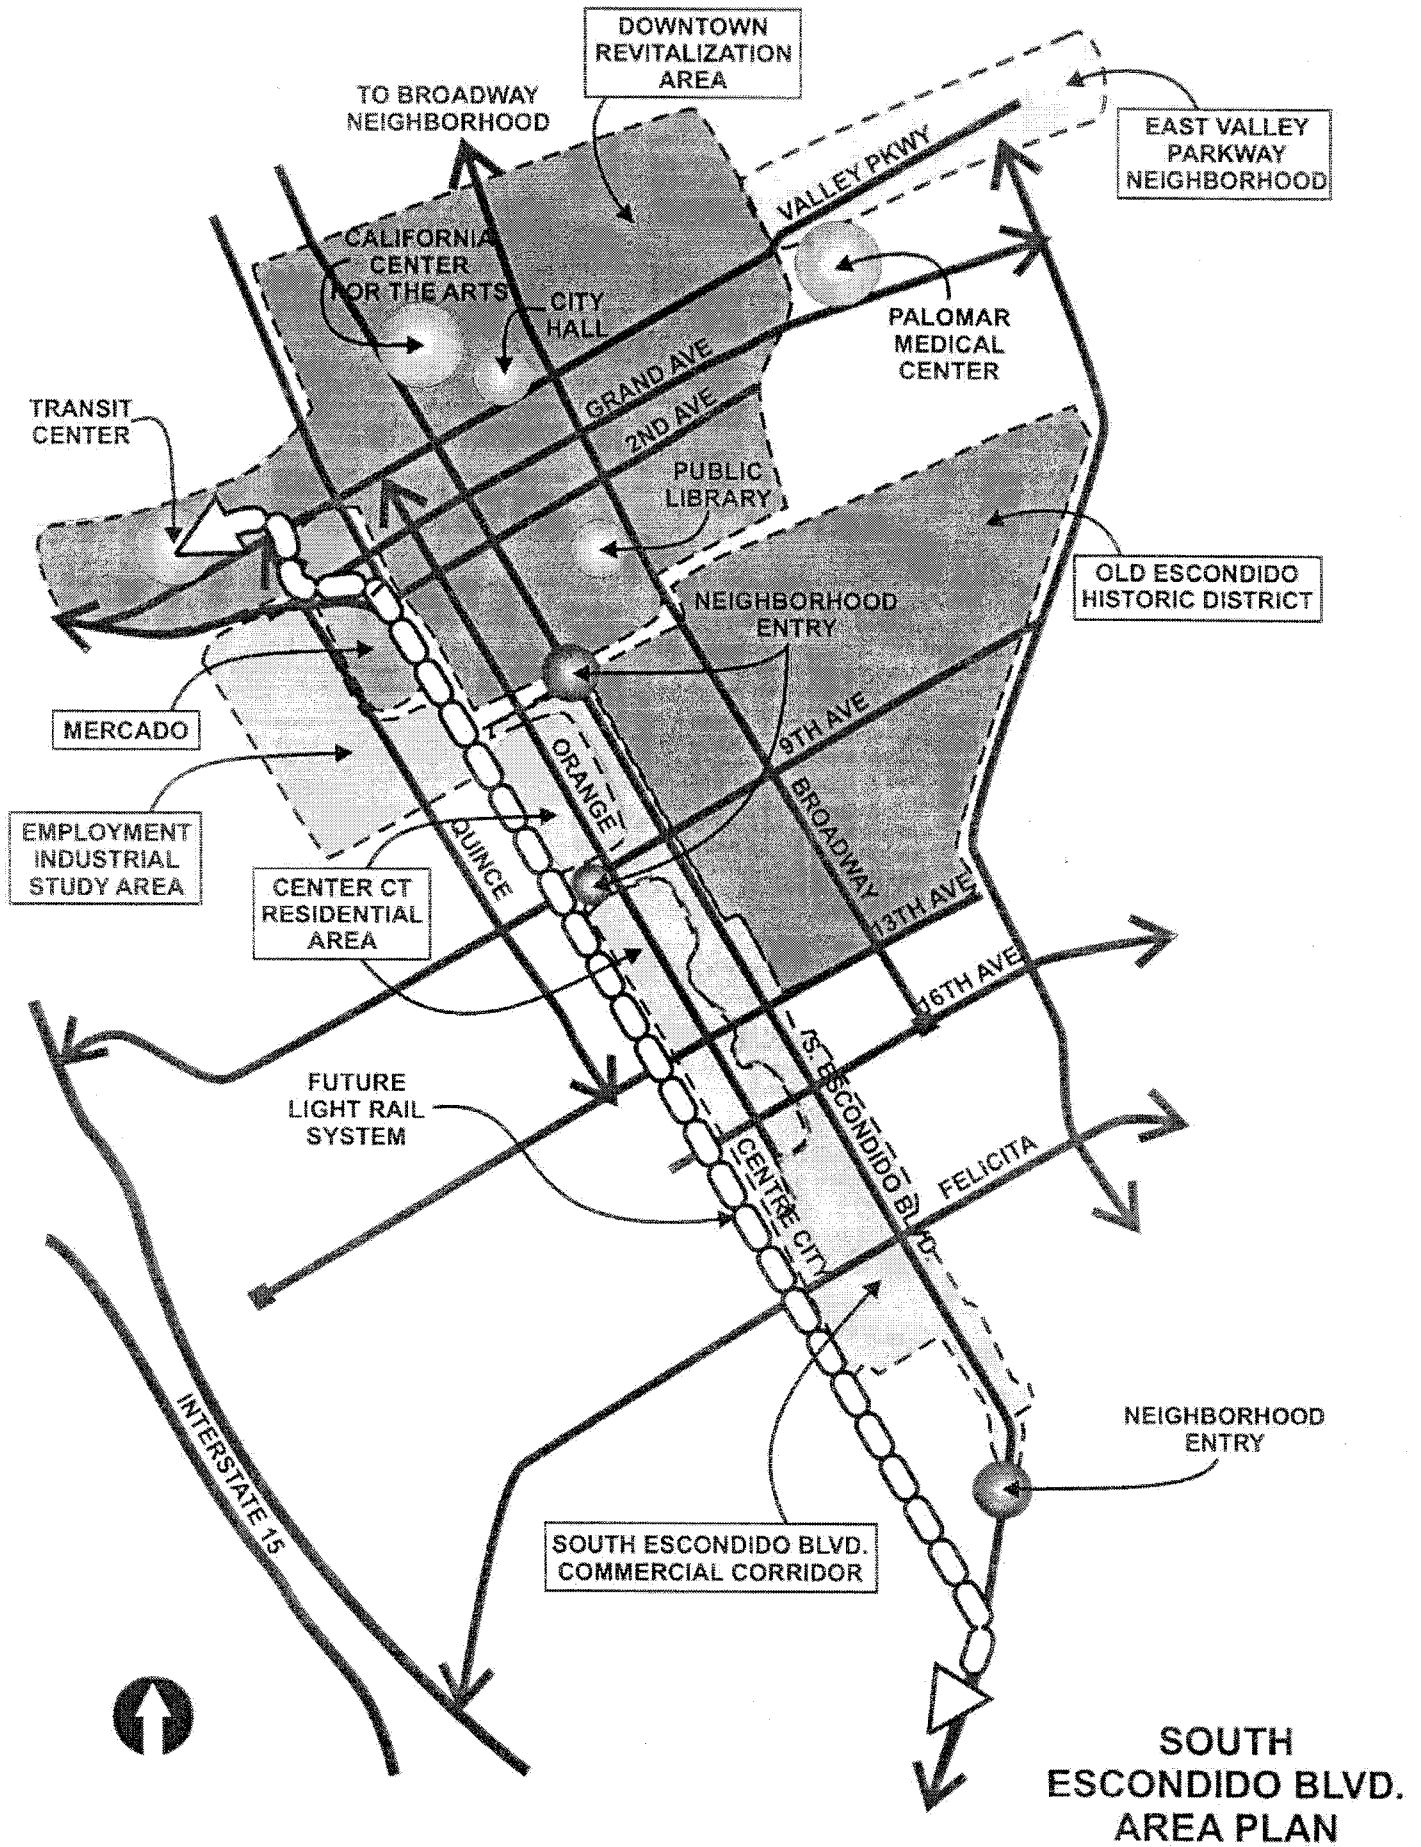 DOWNTOWN
REVITALIZATION
AREA
TO BROADWAY
NEIGHBORHOOD
EAST VALLEY
PARKWAY
NEIGHBORHOOD
VALLEY PKWY
CALIFORNIA
CENTER
FOR THE ARTS
CITY
HALL
PALOMAR
MEDICAL
CENTER
GRAND AVE
2ND AVE
TRANSIT
CENTER
PUBLIC
LIBRARY
OLD ESCONDIDO
HISTORIC DISTRICT
NEIGHBORHOOD
ENTRY
MERCADO
9TH AVE
ORANGE
BROADWAY
QUINCE
EMPLOYMENT
INDUSTRIAL
STUDY AREA
CENTER CT
RESIDENTIAL
AREA
13TH AVE
16TH AVE
FUTURE
LIGHT RAIL
SYSTEM
S. ESCONDIDO BLVD.
CENTRE CITY
FELICITA
INTERSTATE 15
NEIGHBORHOOD
ENTRY
SOUTH ESCONDIDO BLVD.
COMMERCIAL CORRIDOR
SOUTH
ESCONDIDO BLVD.
AREA PLAN